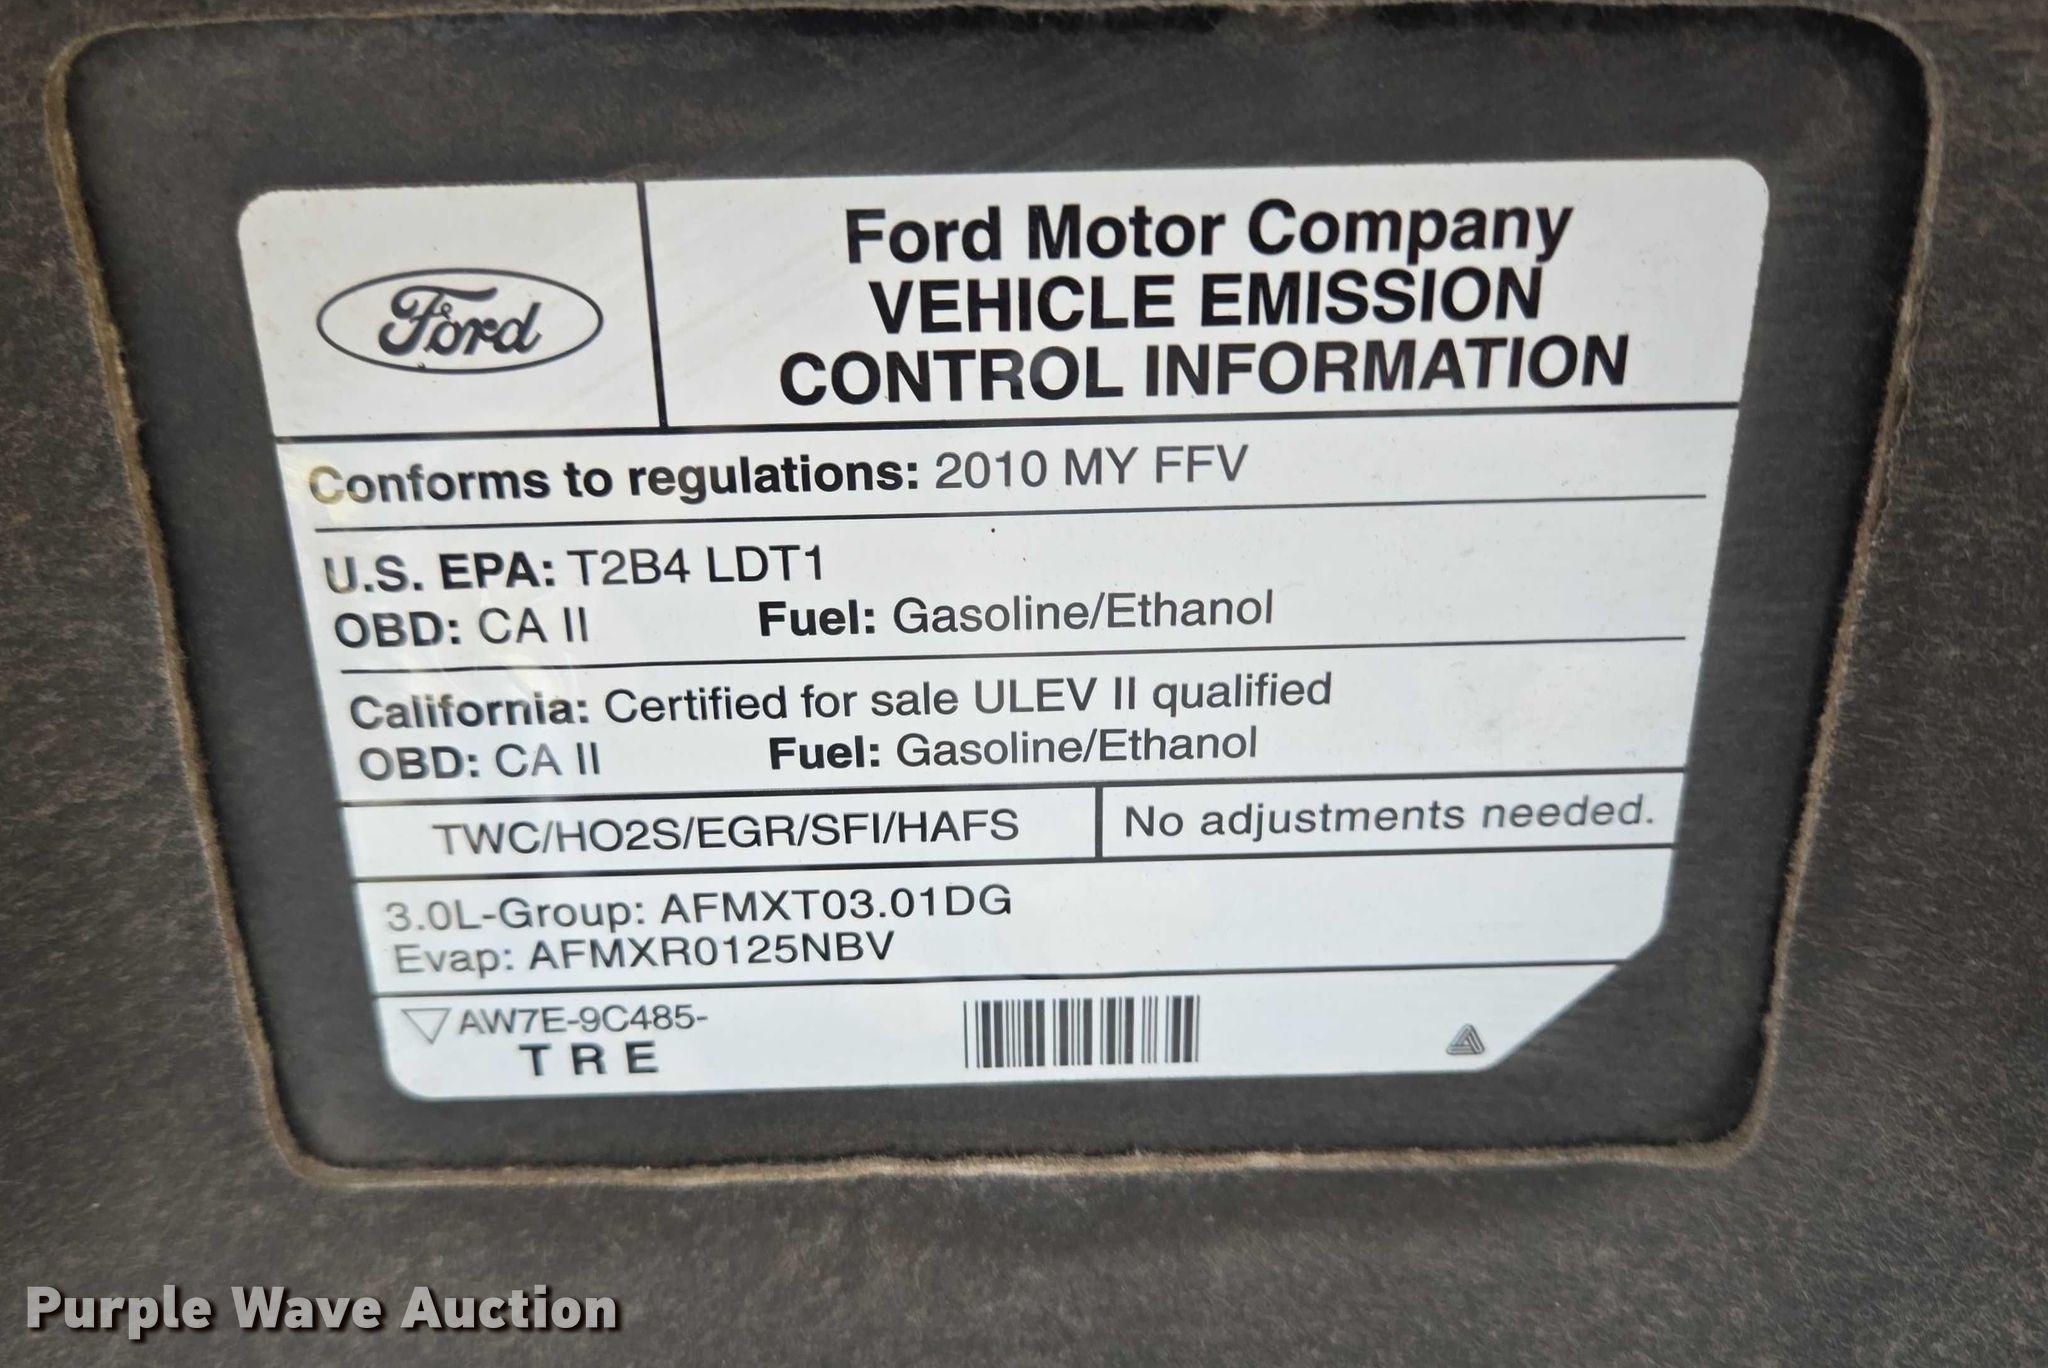 Ford
Ford Motor Company
VEHICLE EMISSION
CONTROL INFORMATION
Conforms to regulations: 2010 MY FFV
U.S. EPA: T2B4 LDT1
OBD: CA II Fuel: Gasoline/Ethanol
California: Certified for sale ULEV II qualified
OBD: CA II Fuel: Gasoline/Ethanol
TWC/HO2S/EGR/SFI/HAFS No adjustments needed.
3.0L-Group: AFMXT03.01DG
Evap: AFMXR0125NBV
AW7E-9C485-
T R E
Purple Wave Auction